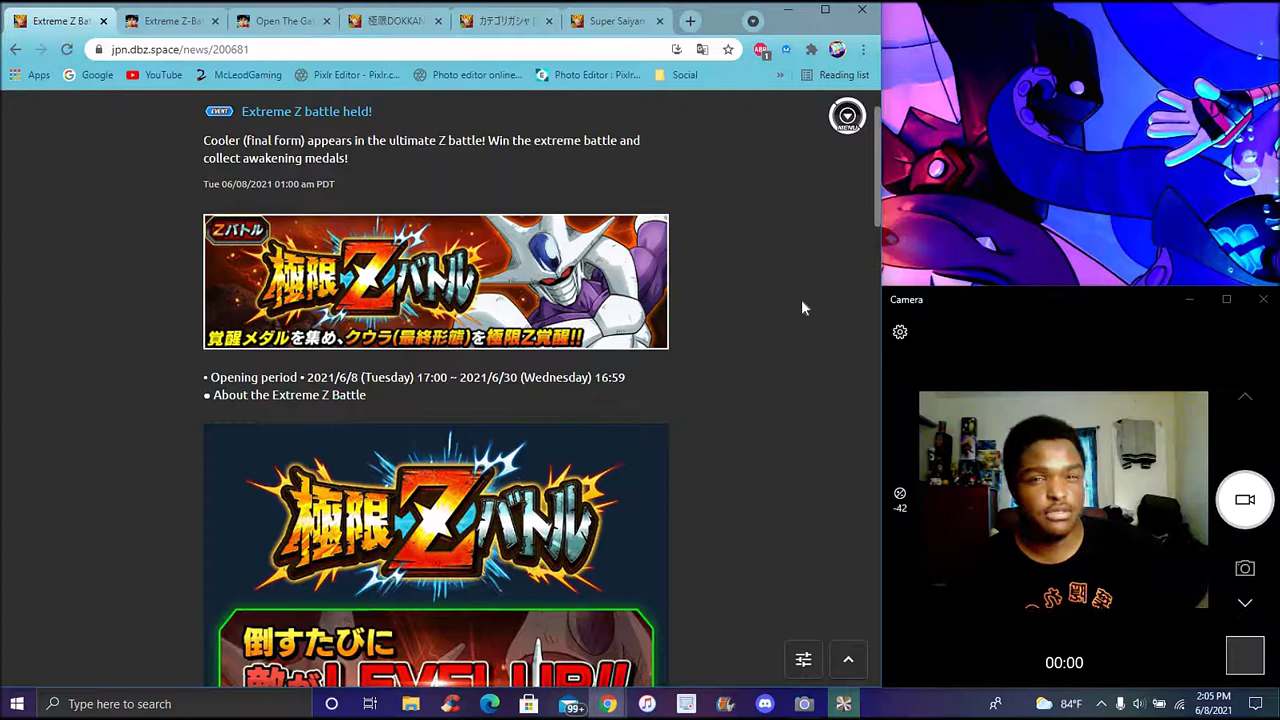 Extreme Z Bat
Extreme Z-Bat
Open The Ga
極限DOKKAN
カテゴリガシャ |
Super Saiyan
jpn.dbz.space/news/200681
Apps
Google
YouTube
McLeodGaming
Pixlr Editor - Pixlr.c...
Photo editor online...
Photo Editor : Pixlr...
Social
»
Reading list
EVENT
Extreme Z battle held!
MENU
Cooler (final form) appears in the ultimate Z battle! Win the extreme battle and
collect awakening medals!
Tue 06/08/2021 01:00 am PDT
Zバトル
極限Zバトル
覚醒メダルを集め、クウラ(最終形態)を極限Z覚醒!!
▪ Opening period ▪ 2021/6/8 (Tuesday) 17:00 ~ 2021/6/30 (Wednesday) 16:59
● About the Extreme Z Battle
極限Zバトル
倒すたびに
敵がLEVEL UP!!
Camera
-42
00:00
Type here to search
99+
84°F
2:05 PM
6/8/2021